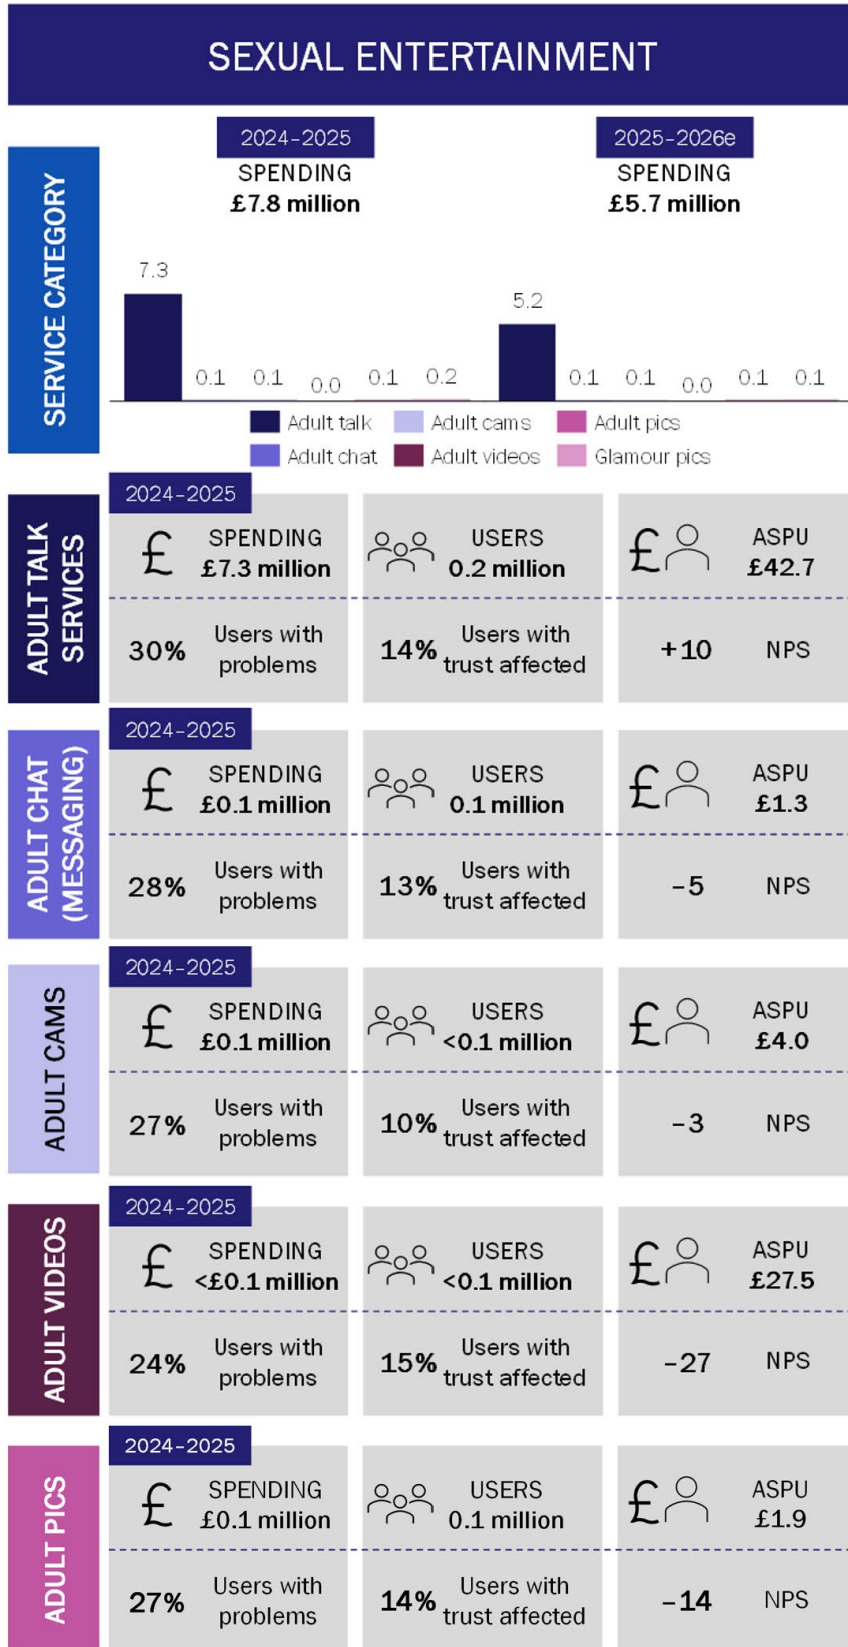 SEXUAL ENTERTAINMENT
2024-2025
SPENDING
£7.8 million
2025-2026e
SPENDING
£5.7 million
SERVICE CATEGORY
7.3
0.1
0.1
0.0
0.1
0.2
5.2
0.1
0.1
0.0
0.1
0.1
Adult talk
Adult cams
Adult pics
Adult chat
Adult videos
Glamour pics
ADULT TALK
SERVICES
2024-2025
£
SPENDING
£7.3 million
USERS
0.2 million
£
ASPU
£42.7
30%
Users with
problems
14%
Users with
trust affected
+10
NPS
ADULT CHAT
(MESSAGING)
2024-2025
£
SPENDING
£0.1 million
USERS
0.1 million
£
ASPU
£1.3
28%
Users with
problems
13%
Users with
trust affected
-5
NPS
ADULT CAMS
2024-2025
£
SPENDING
£0.1 million
USERS
<0.1 million
£
ASPU
£4.0
27%
Users with
problems
10%
Users with
trust affected
-3
NPS
ADULT VIDEOS
2024-2025
£
SPENDING
<£0.1 million
USERS
<0.1 million
£
ASPU
£27.5
24%
Users with
problems
15%
Users with
trust affected
-27
NPS
ADULT PICS
2024-2025
£
SPENDING
£0.1 million
USERS
0.1 million
£
ASPU
£1.9
27%
Users with
problems
14%
Users with
trust affected
-14
NPS